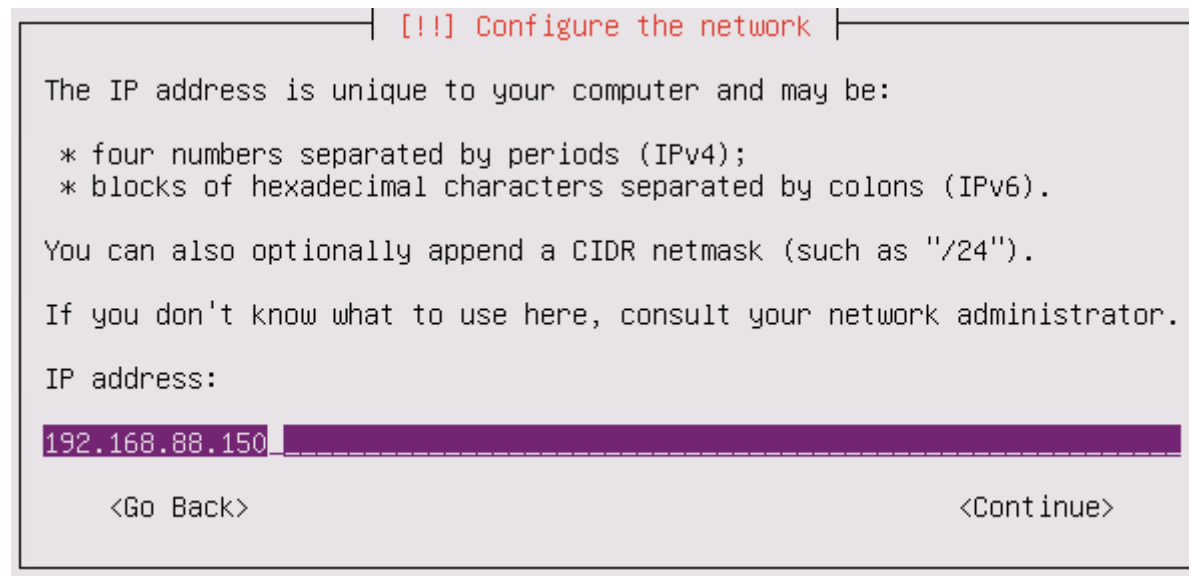 [!!] Configure the network
The IP address is unique to your computer and may be:
* four numbers separated by periods (IPv4);
* blocks of hexadecimal characters separated by colons (IPv6).
You can also optionally append a CIDR netmask (such as "/24").
If you don't know what to use here, consult your network administrator.
IP address:
192.168.88.150
<Go Back> <Continue>